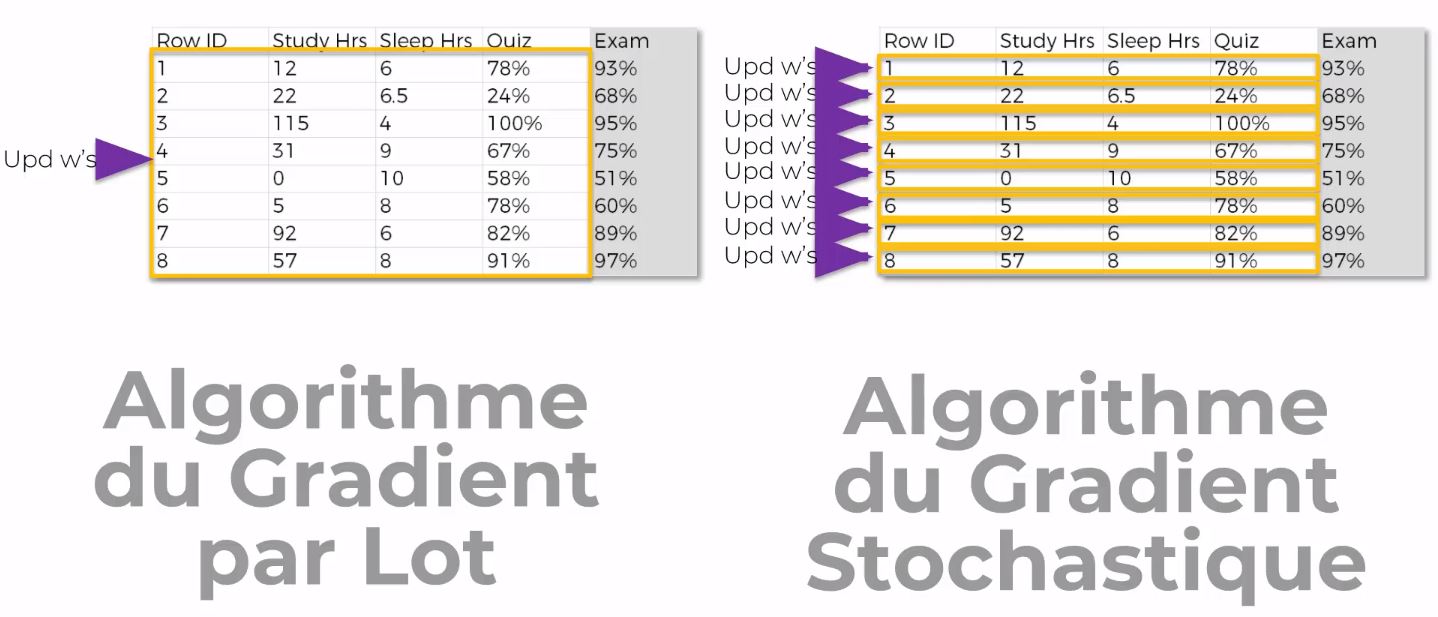 Row ID Study Hrs Sleep Hrs Quiz Exam
1 12 6 78% 93%
2 22 6.5 24% 68%
3 115 4 100% 95%
4 31 9 67% 75%
5 0 10 58% 51%
6 5 8 78% 60%
7 92 6 82% 89%
8 57 8 91% 97%
Upd w's
Algorithme
du Gradient
par Lot
Row ID Study Hrs Sleep Hrs Quiz Exam
Upd w's 1 12 6 78% 93%
Upd w's 2 22 6.5 24% 68%
Upd w's 3 115 4 100% 95%
Upd w's 4 31 9 67% 75%
Upd w's 5 0 10 58% 51%
Upd w's 6 5 8 78% 60%
Upd w's 7 92 6 82% 89%
Upd w's 8 57 8 91% 97%
Algorithme
du Gradient
Stochastique